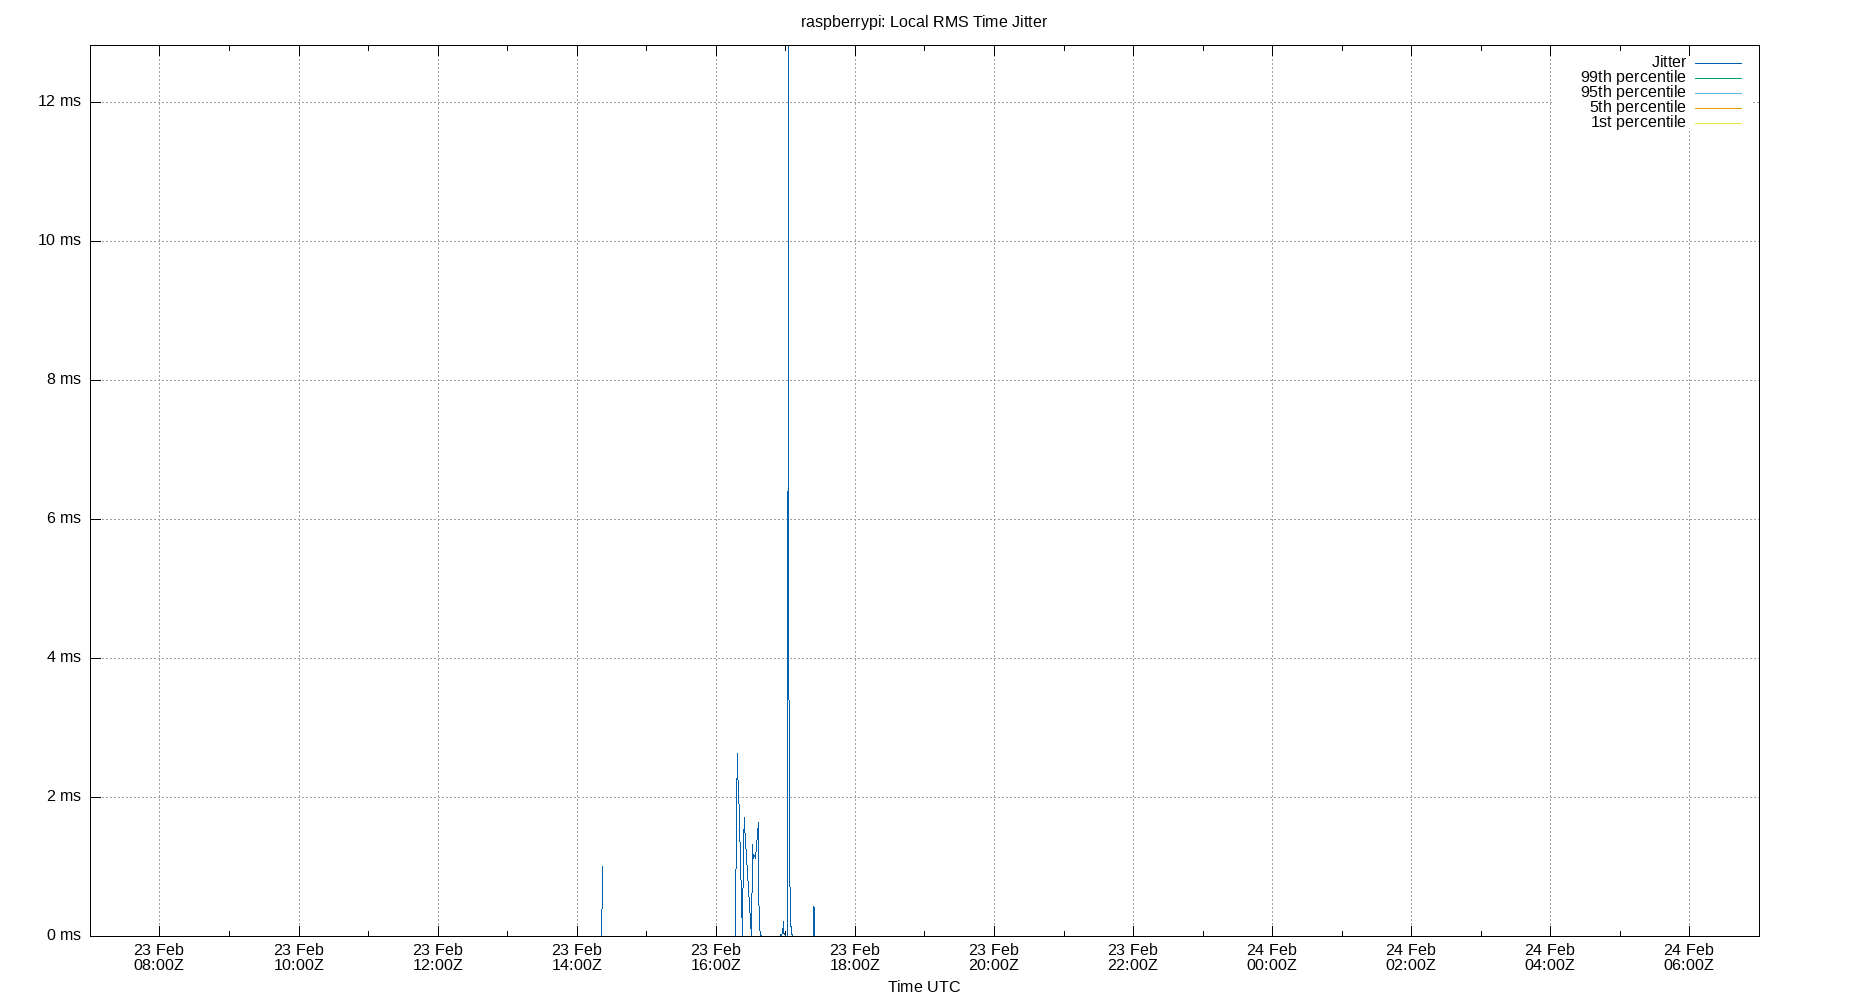 raspberrypi: Local RMS Time Jitter
Jitter
99th percentile
95th percentile
5th percentile
1st percentile
12 ms
10 ms
8 ms
6 ms
4 ms
2 ms
0 ms
23 Feb 23 Feb 23 Feb 23 Feb 23 Feb 23 Feb 23 Feb 23 Feb 24 Feb 24 Feb 24 Feb 24 Feb
08:00Z 10:00Z 12:00Z 14:00Z 16:00Z 18:00Z 20:00Z 22:00Z 00:00Z 02:00Z 04:00Z 06:00Z
Time UTC